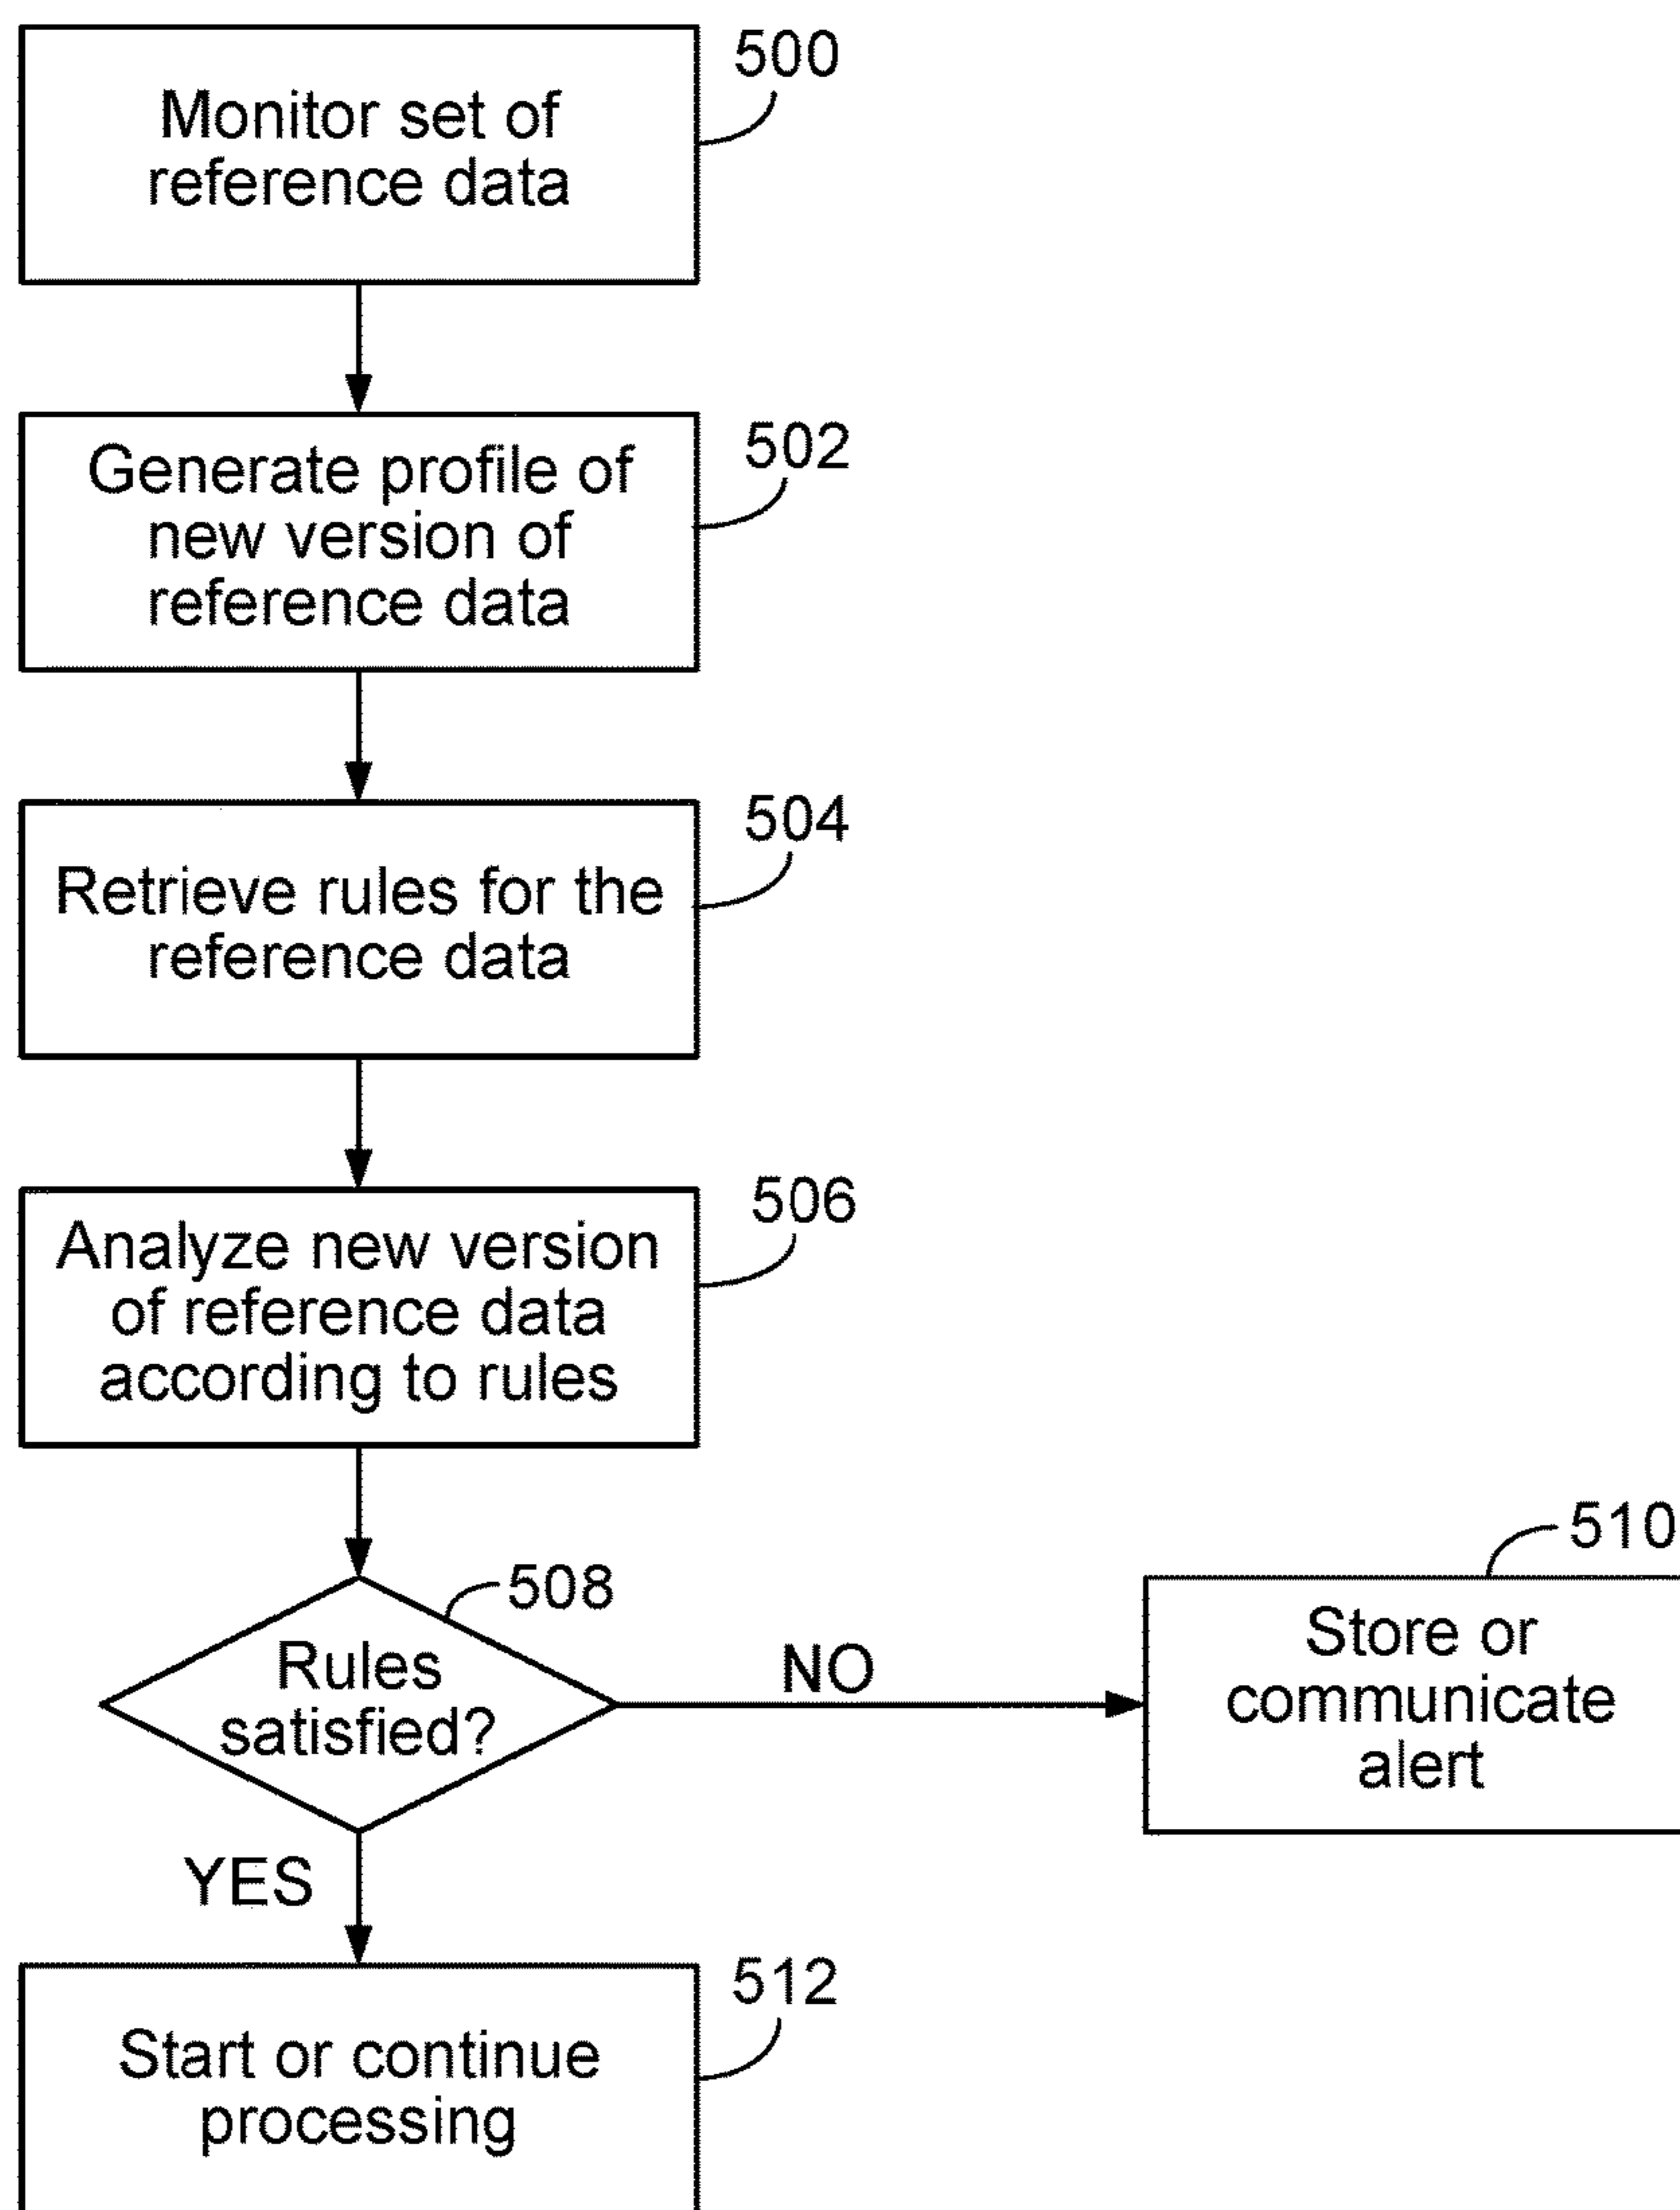 500
Monitor set of
reference data
502
Generate profile of
new version of
reference data
504
Retrieve rules for the
reference data
506
Analyze new version
of reference data
according to rules
508
Rules
satisfied?
NO
510
Store or
communicate
alert
YES
512
Start or continue
processing